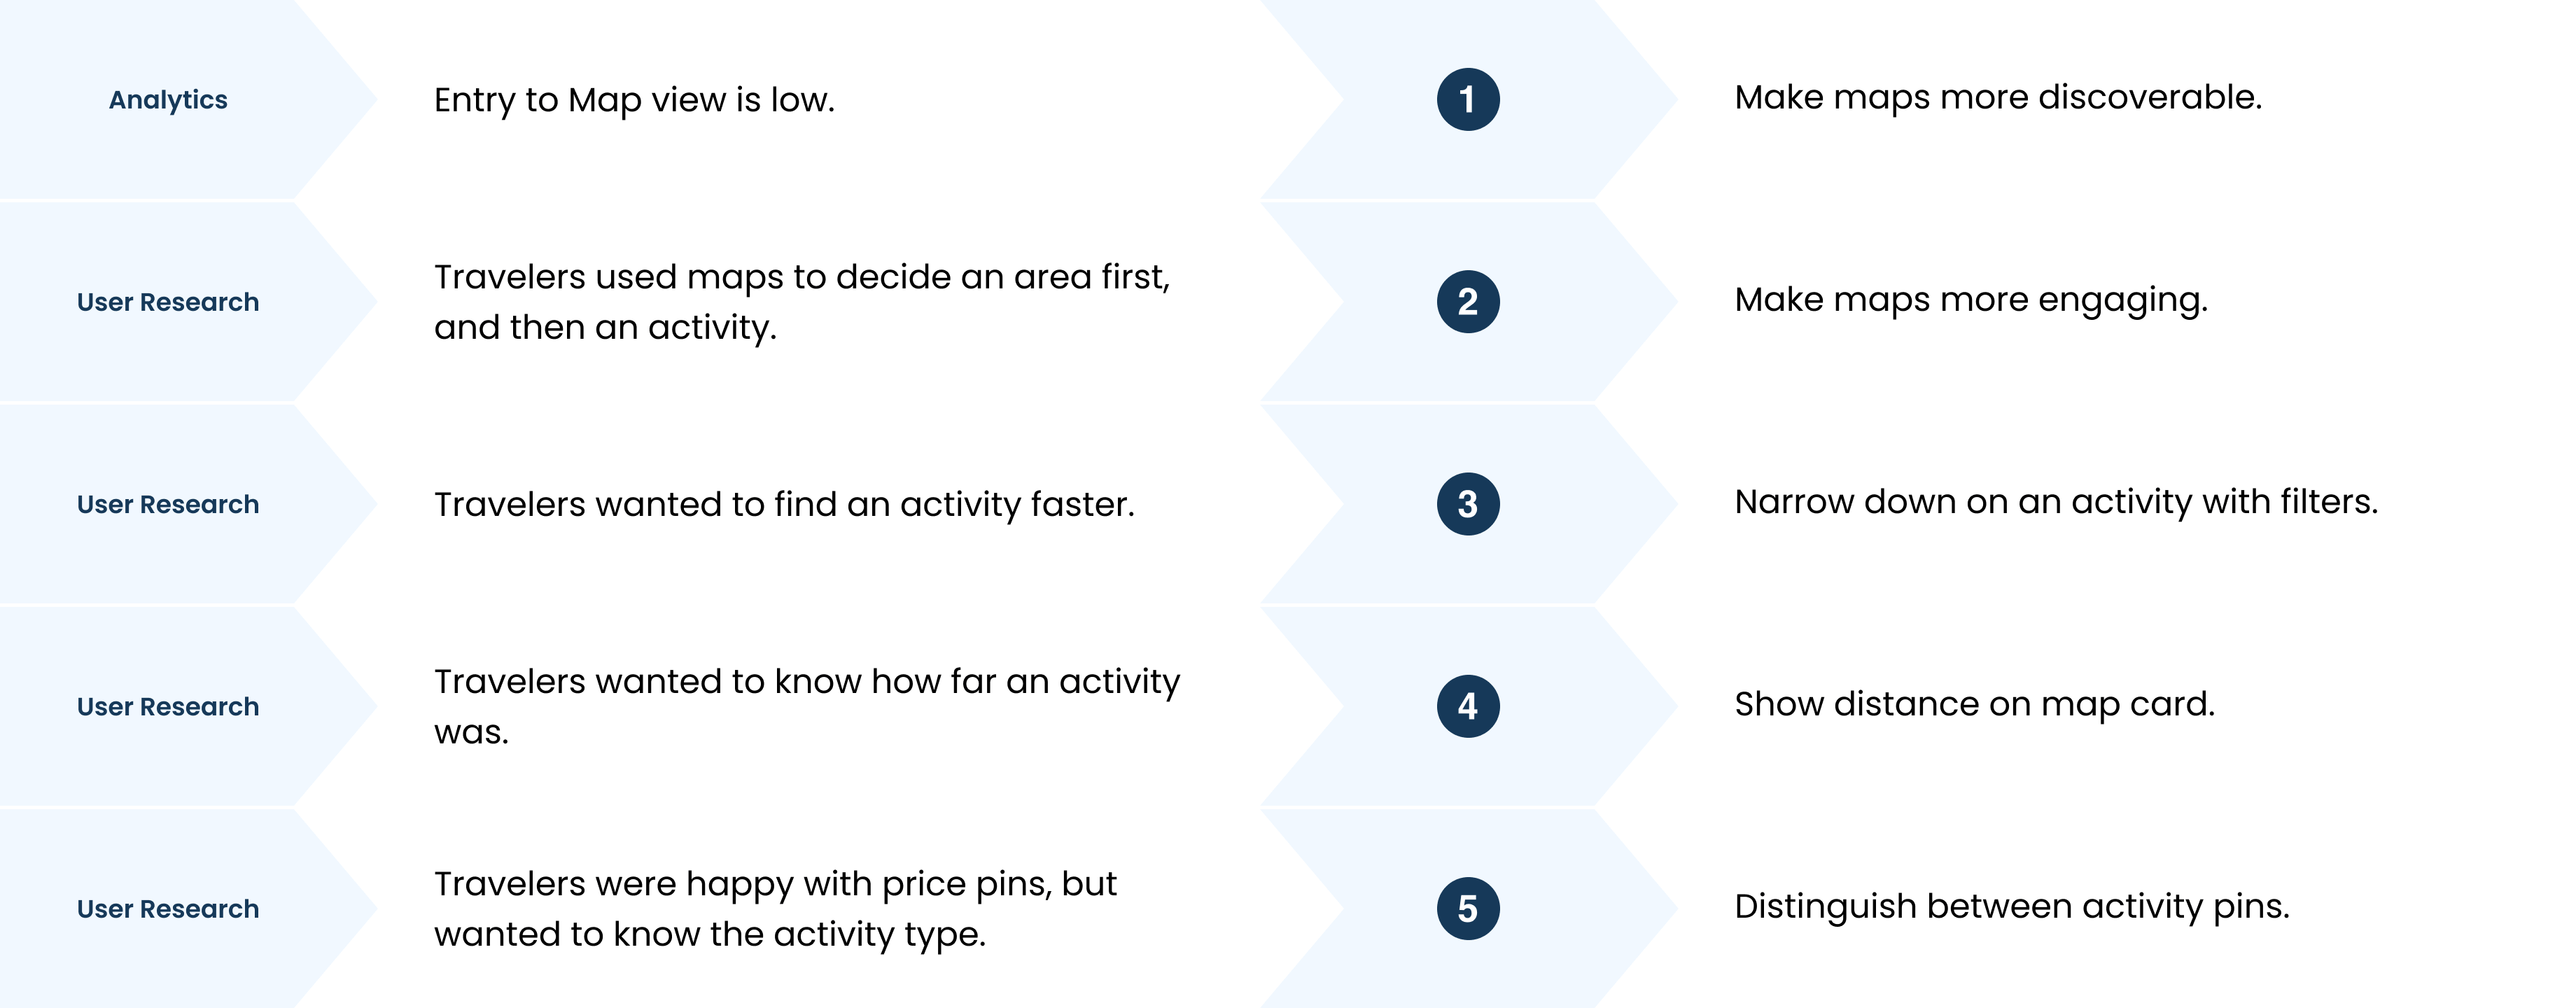 Analytics
Entry to Map view is low.
1
Make maps more discoverable.
User Research
Travelers used maps to decide an area first,
and then an activity.
2
Make maps more engaging.
User Research
Travelers wanted to find an activity faster.
3
Narrow down on an activity with filters.
User Research
Travelers wanted to know how far an activity
was.
4
Show distance on map card.
User Research
Travelers were happy with price pins, but
wanted to know the activity type.
5
Distinguish between activity pins.